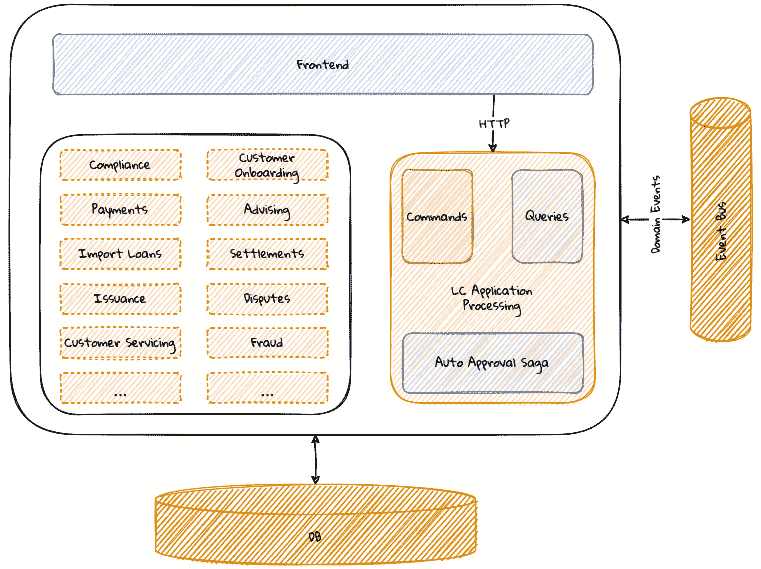 Frontend
HTTP
Compliance
Customer
Onboarding
Payments
Advising
Import Loans
Settlements
Issuance
Disputes
Customer Servicing
Fraud
...
...
Commands
Queries
LC Application
Processing
Auto Approval Saga
Domain Events
Event Bus
DB